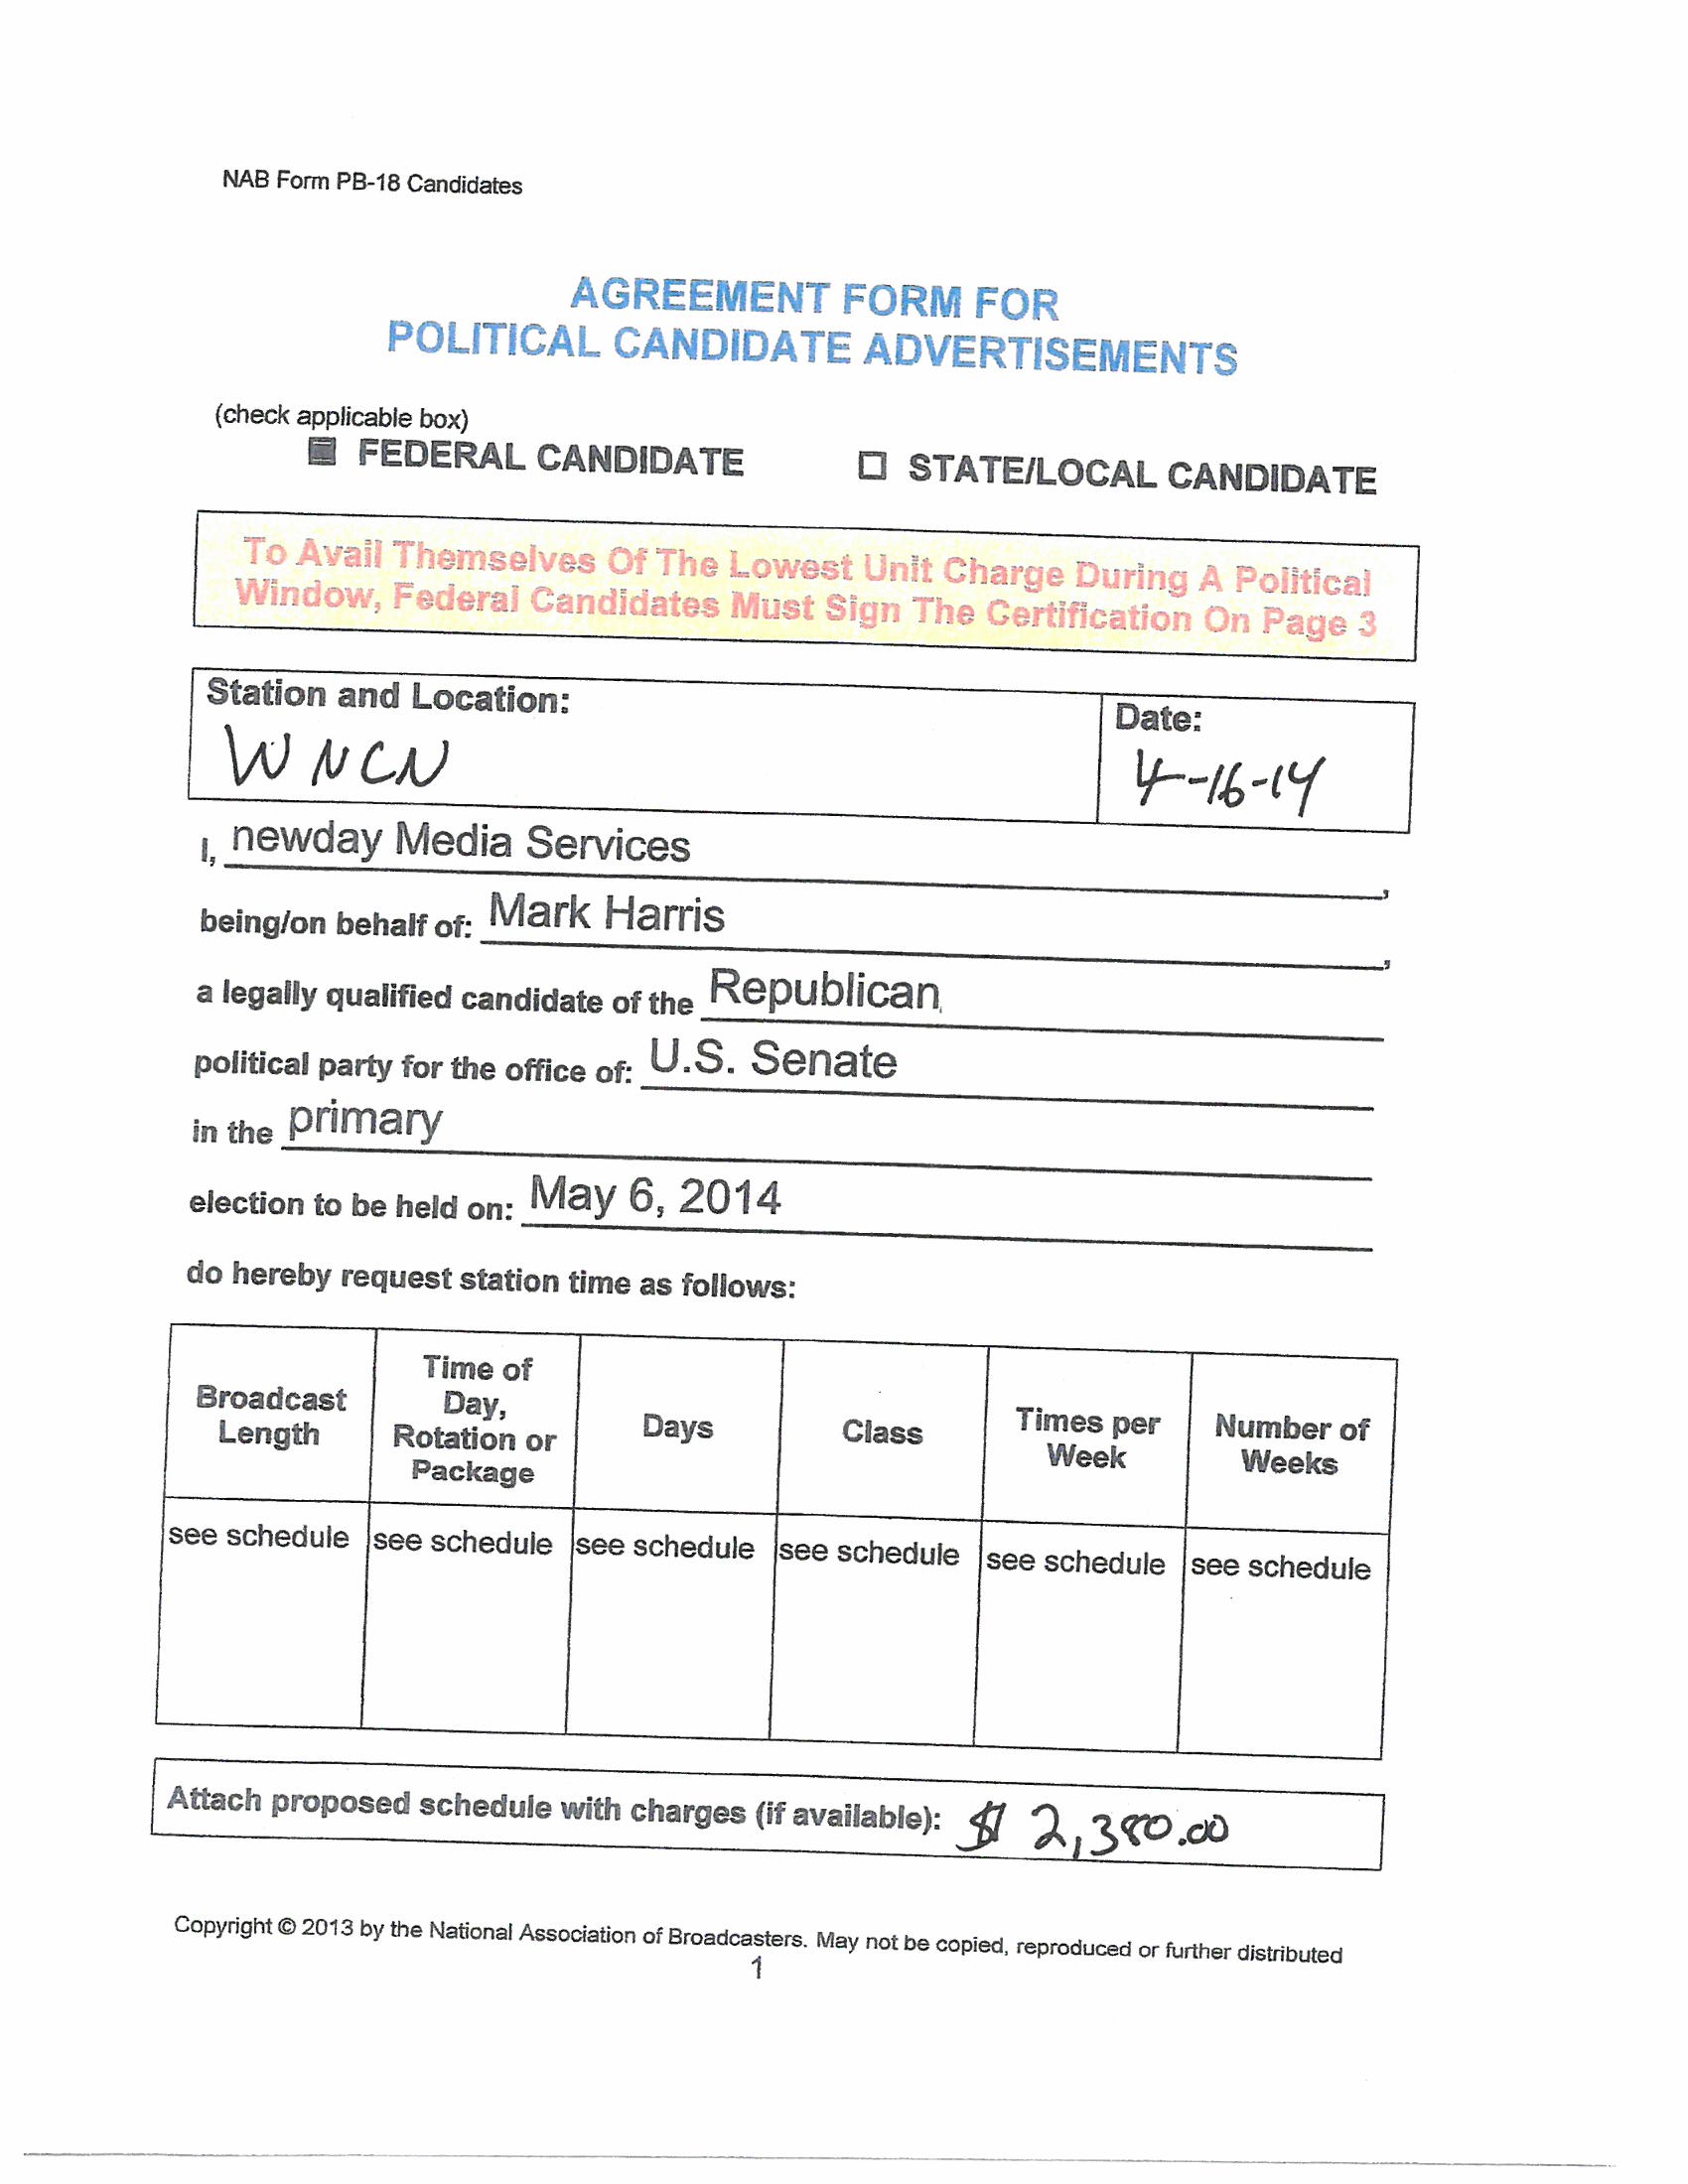 NAB Form PB-18 Candidates
AGREEMENT FORM FOR
POLITICAL CANDIDATE ADVERTISEMENTS
(check applicable box)
FEDERAL CANDIDATE STATE/LOCAL CANDIDATE
To Avail Themselves Of The Lowest Unit Charge During A Political
Window, Federal Candidates Must Sign The Certification On Page 3
Station and Location: Date:
WNCN 4-16-14
I, newday Media Services,
being/on behalf of: Mark Harris,
a legally qualified candidate of the Republican
political party for the office of: U.S. Senate
in the primary
election to be held on: May 6, 2014
do hereby request station time as follows:
Broadcast Length Time of Day, Rotation or Package Days Class Times per Week Number of Weeks
see schedule see schedule see schedule see schedule see schedule see schedule
Attach proposed schedule with charges (if available): $ 2,380.00
Copyright © 2013 by the National Association of Broadcasters. May not be copied, reproduced or further distributed
1